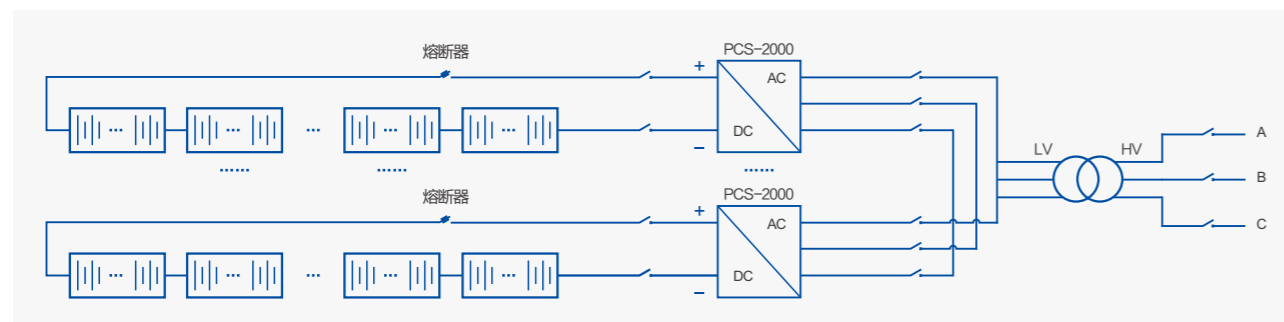 熔断器
PCS-2000
+
AC
DC
−
LV
HV
A
B
C
...
......
......
......
熔断器
PCS-2000
+
AC
DC
−
...